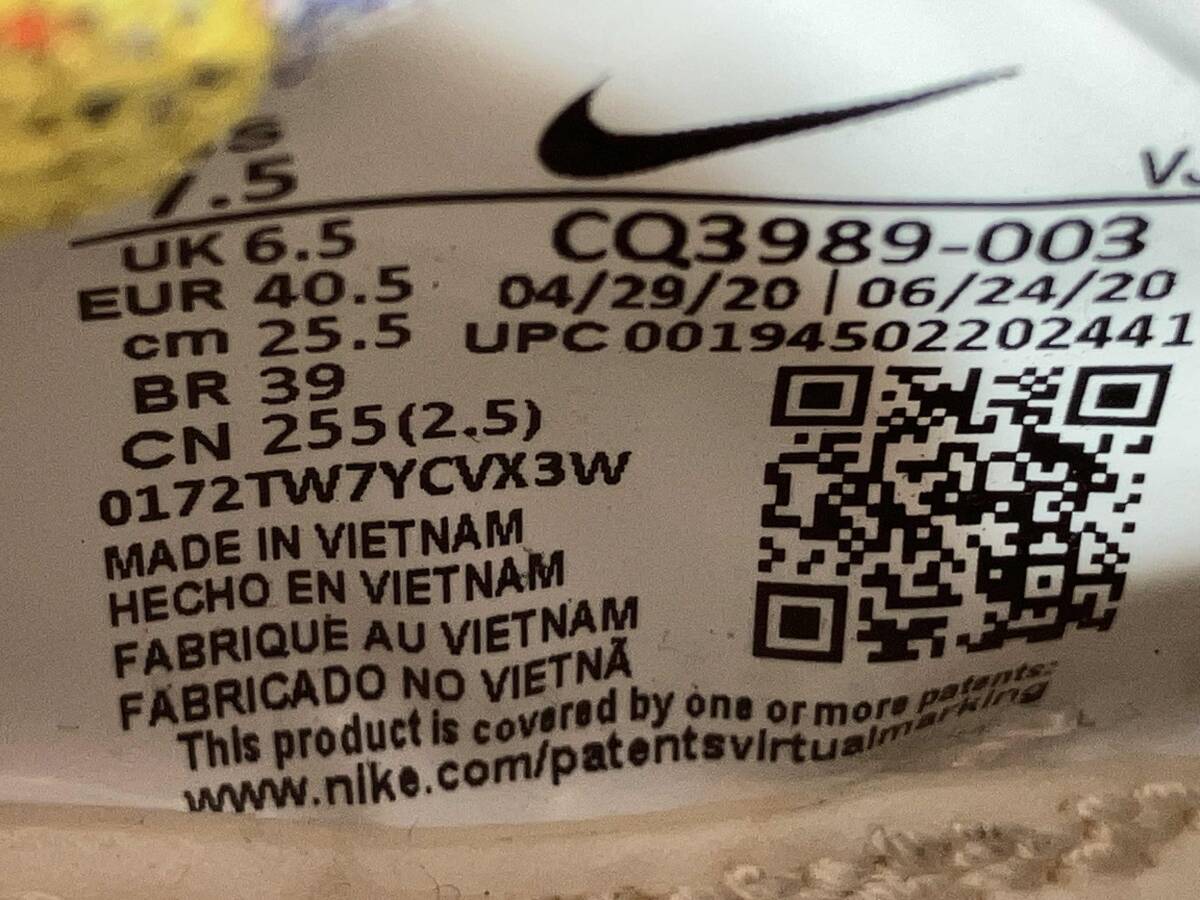 7.5
UK 6.5
EUR 40.5
cm 25.5
BR 39
CN 255(2.5)
0172TW7YCVX3W
MADE IN VIETNAM
HECHO EN VIETNAM
FABRIQUÉ AU VIETNAM
FABRICADO NO VIETNÃ
This product is covered by one or more patents:
www.nike.com/patentsvirtualmarking
CQ3989-003
04/29/20 | 06/24/20
UPC 00194502202441